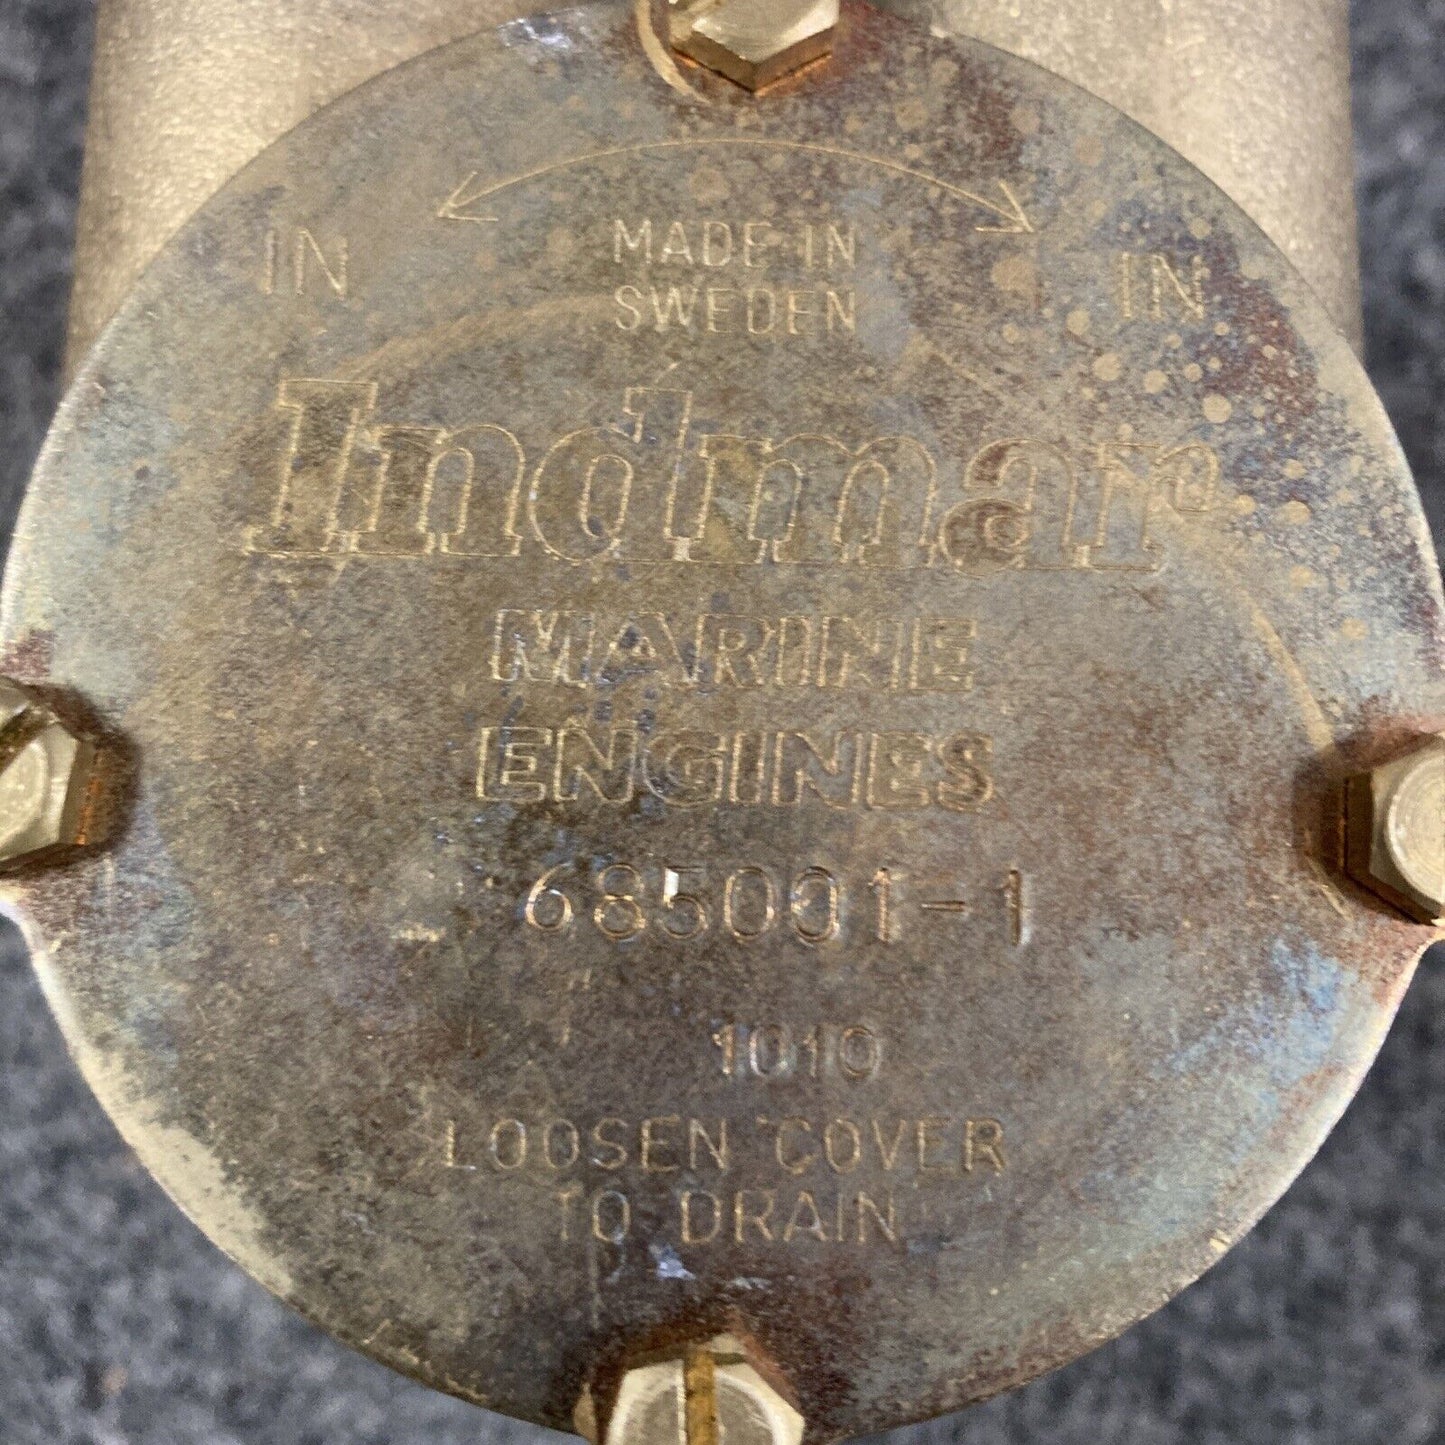 MADE IN
IN SWEDEN IN
Indmar
MARINE
ENGINES
685001-1
1010
LOOSEN COVER
TO DRAIN